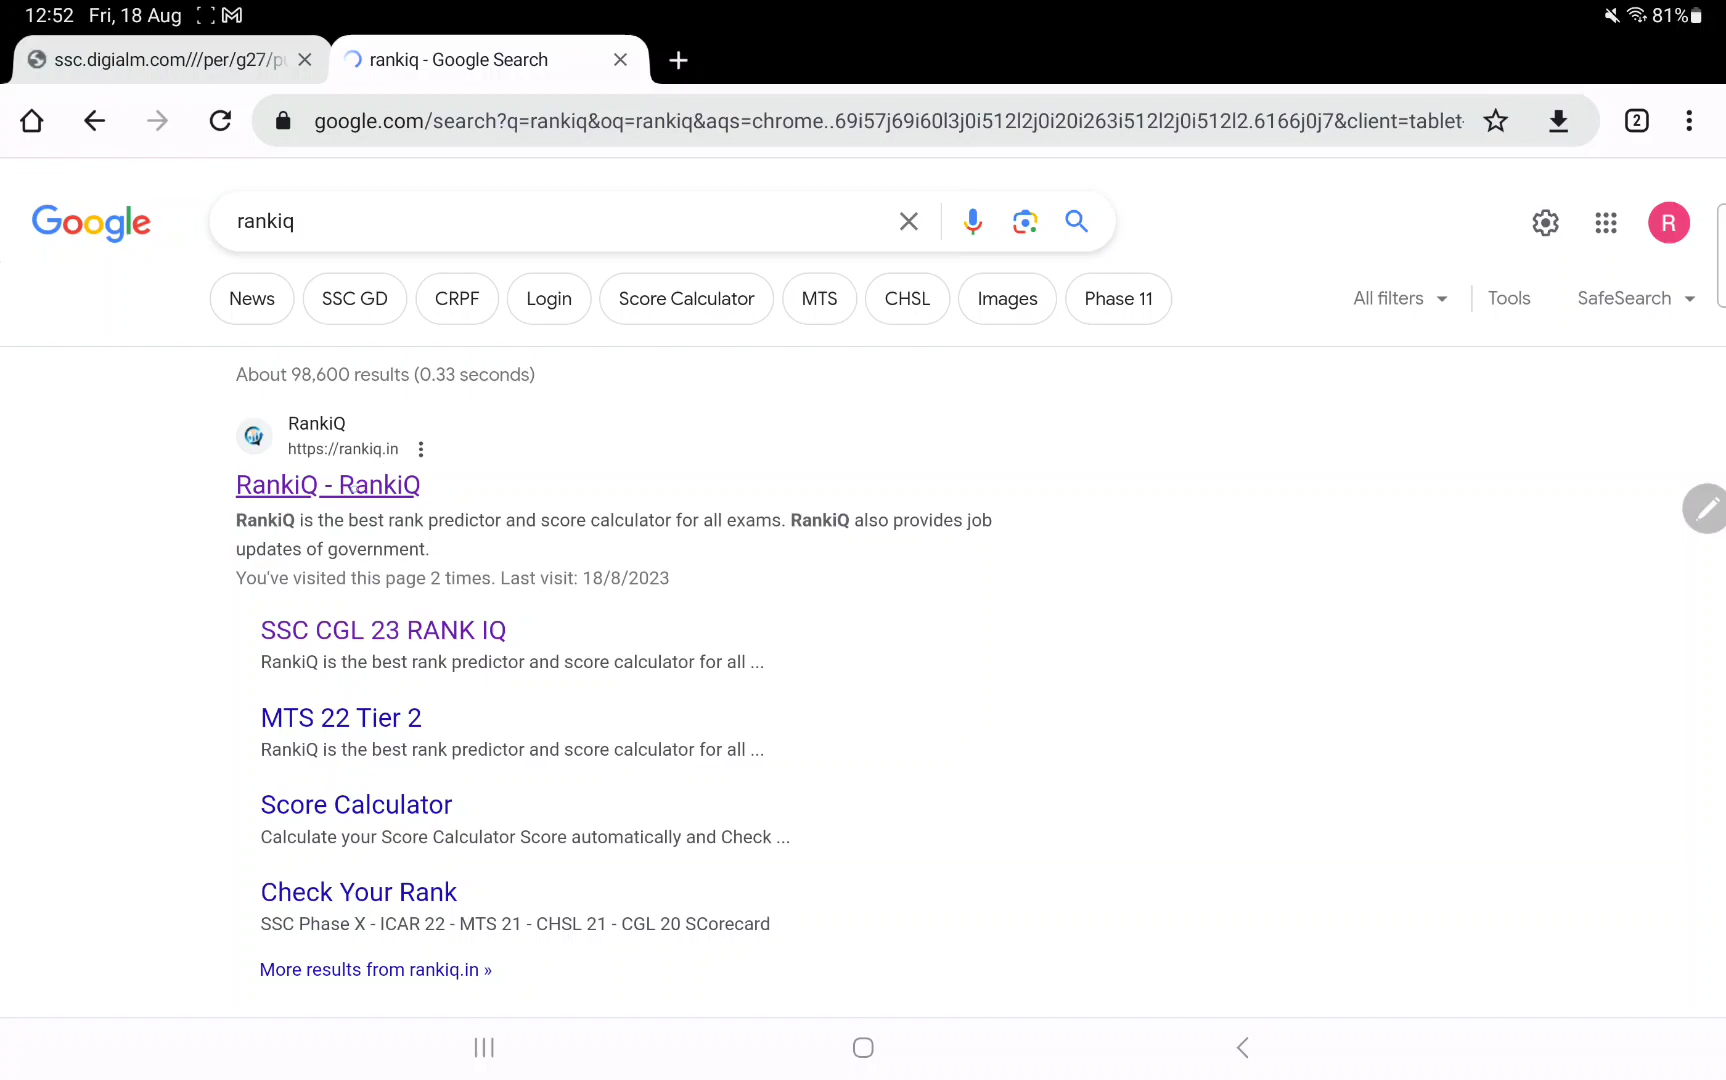 12:52 Fri, 18 Aug
81%
ssc.digialm.com///per/g27/pu
rankiq - Google Search
google.com/search?q=rankiq&oq=rankiq&aqs=chrome..69i57j69i60l3j0i512l2j0i20i263i512l2j0i512l2.6166j0j7&client=tablet-
2
Google
rankiq
R
News
SSC GD
CRPF
Login
Score Calculator
MTS
CHSL
Images
Phase 11
All filters
Tools
SafeSearch
About 98,600 results (0.33 seconds)
RankiQ
https://rankiq.in
RankiQ - RankiQ
RankiQ is the best rank predictor and score calculator for all exams. RankiQ also provides job
updates of government.
You've visited this page 2 times. Last visit: 18/8/2023
SSC CGL 23 RANK IQ
RankiQ is the best rank predictor and score calculator for all ...
MTS 22 Tier 2
RankiQ is the best rank predictor and score calculator for all ...
Score Calculator
Calculate your Score Calculator Score automatically and Check ...
Check Your Rank
SSC Phase X - ICAR 22 - MTS 21 - CHSL 21 - CGL 20 SCorecard
More results from rankiq.in »